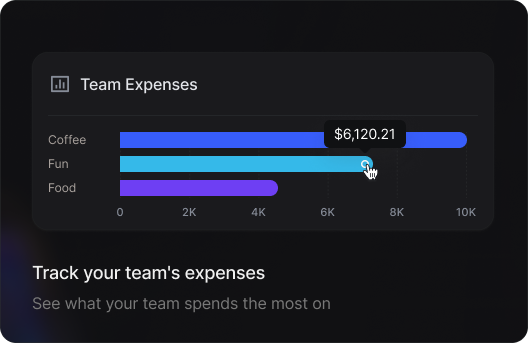 Team Expenses
$6,120.21
Coffee
Fun
Food
0 2K 4K 6K 8K 10K
Track your team's expenses
See what your team spends the most on